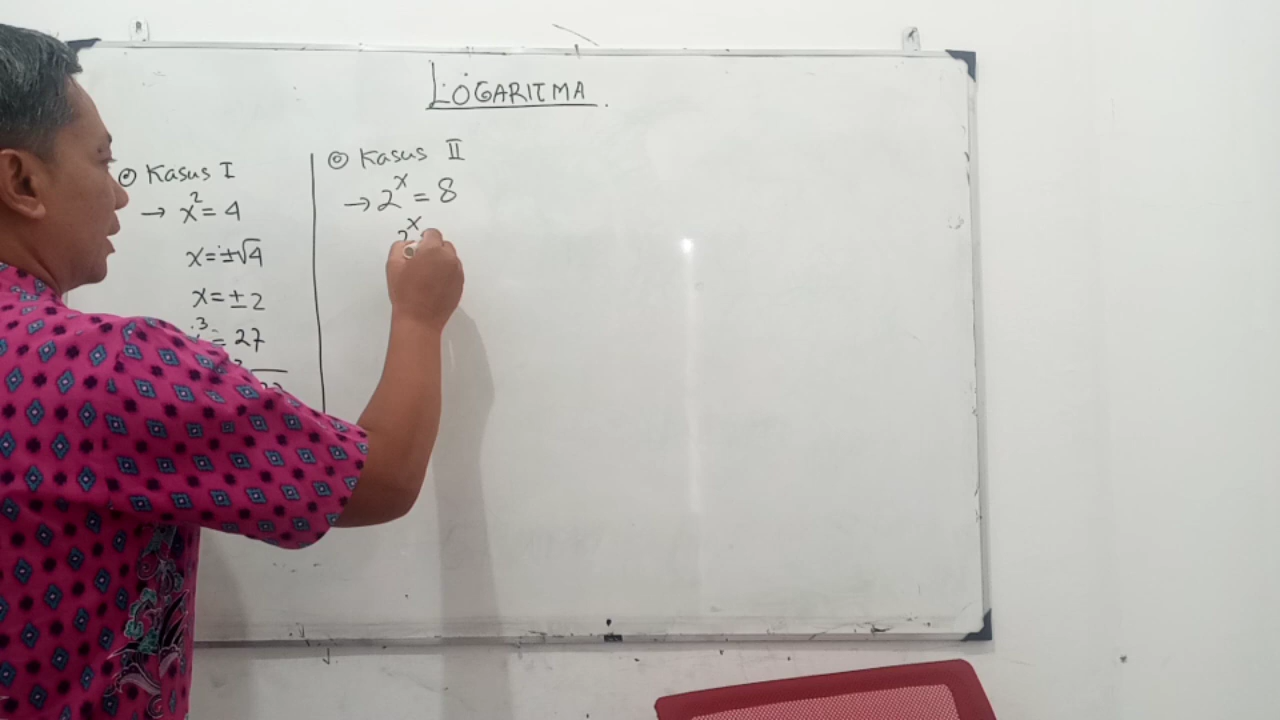 LOGARITMA.
Kasus I
→ x² = 4
x = ±√4
x = ± 2
³ = 27
Kasus II
→ 2ˣ = 8
2ˣ